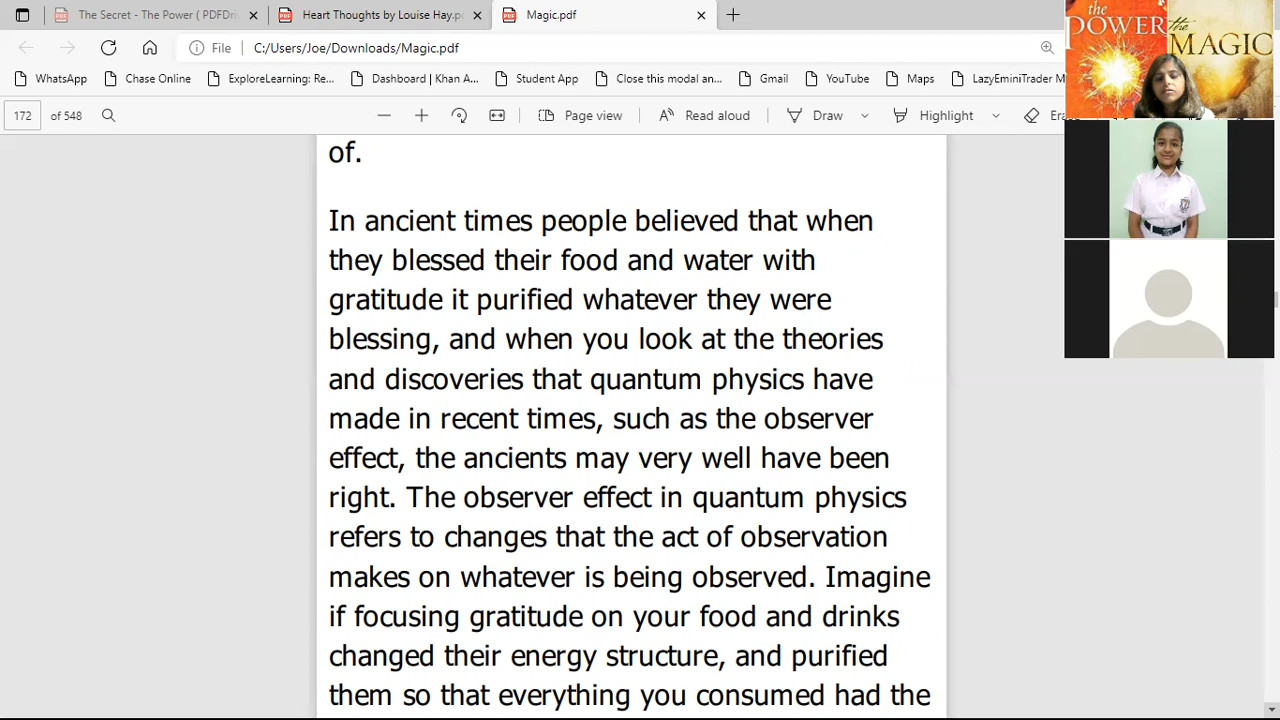 The Secret - The Power ( PDFDri
Heart Thoughts by Louise Hay.p
Magic.pdf
File C:/Users/Joe/Downloads/Magic.pdf
WhatsApp
Chase Online
ExploreLearning: Re...
Dashboard | Khan A...
Student App
Close this modal an...
Gmail
YouTube
Maps
LazyEminiTrader M
172 of 548
Page view
Read aloud
Draw
Highlight
Era
of.
In ancient times people believed that when
they blessed their food and water with
gratitude it purified whatever they were
blessing, and when you look at the theories
and discoveries that quantum physics have
made in recent times, such as the observer
effect, the ancients may very well have been
right. The observer effect in quantum physics
refers to changes that the act of observation
makes on whatever is being observed. Imagine
if focusing gratitude on your food and drinks
changed their energy structure, and purified
them so that everything you consumed had the
the
POWER
the
MAGIC